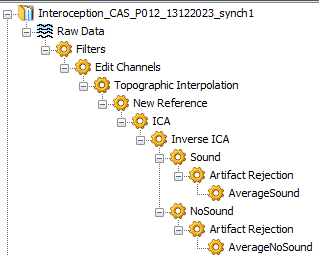 Interoception_CAS_P012_13122023_synch1
Raw Data
Filters
Edit Channels
Topographic Interpolation
New Reference
ICA
Inverse ICA
Sound
Artifact Rejection
AverageSound
NoSound
Artifact Rejection
AverageNoSound